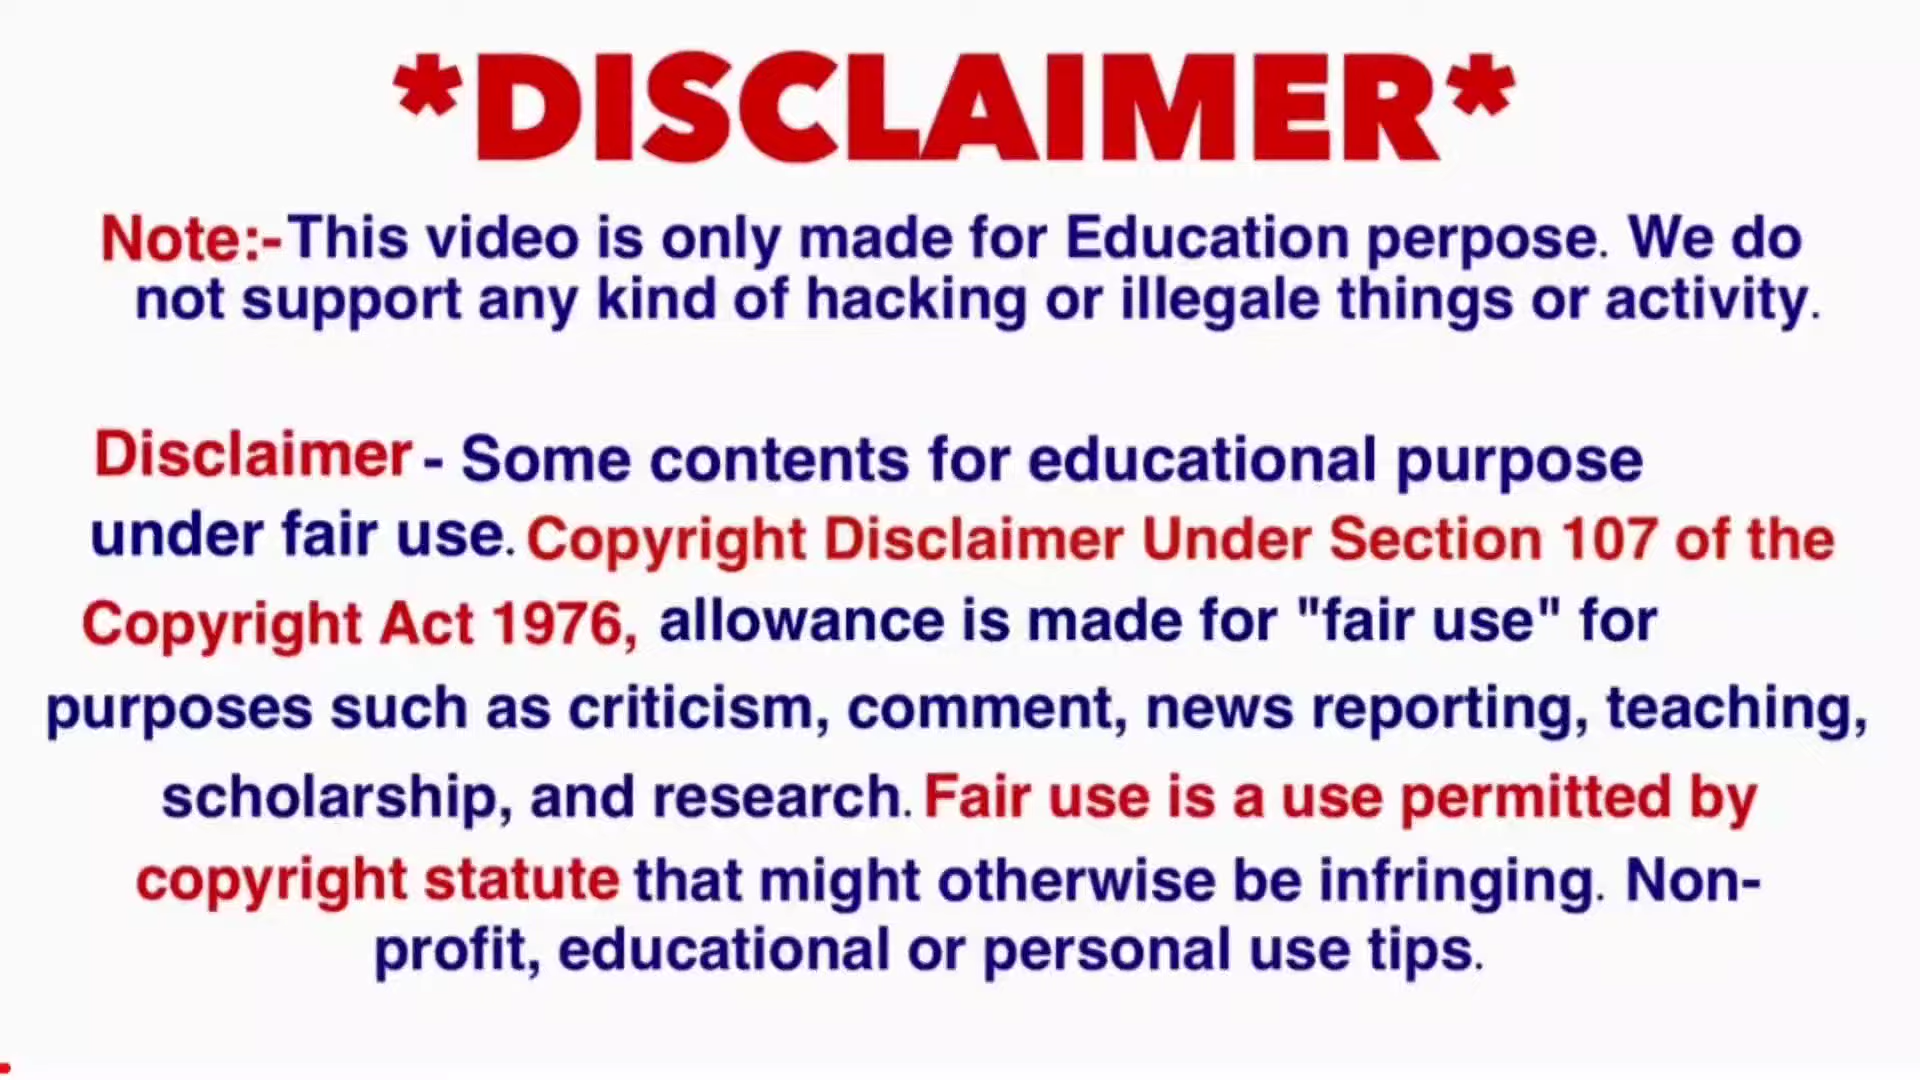 *DISCLAIMER*
Note:- This video is only made for Education perpose. We do
not support any kind of hacking or illegale things or activity.
Disclaimer - Some contents for educational purpose
under fair use. Copyright Disclaimer Under Section 107 of the
Copyright Act 1976, allowance is made for "fair use" for
purposes such as criticism, comment, news reporting, teaching,
scholarship, and research. Fair use is a use permitted by
copyright statute that might otherwise be infringing. Non-
profit, educational or personal use tips.